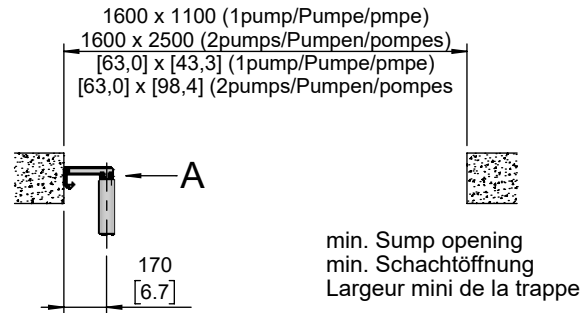 1600 x 1100 (1pump/Pumpe/pmpe)
1600 x 2500 (2pumps/Pumpen/pompes)
[63,0] x [43,3] (1pump/Pumpe/pmpe)
[63,0] x [98,4] (2pumps/Pumpen/pompes
A
170
[6.7]
min. Sump opening
min. Schachtöffnung
Largeur mini de la trappe